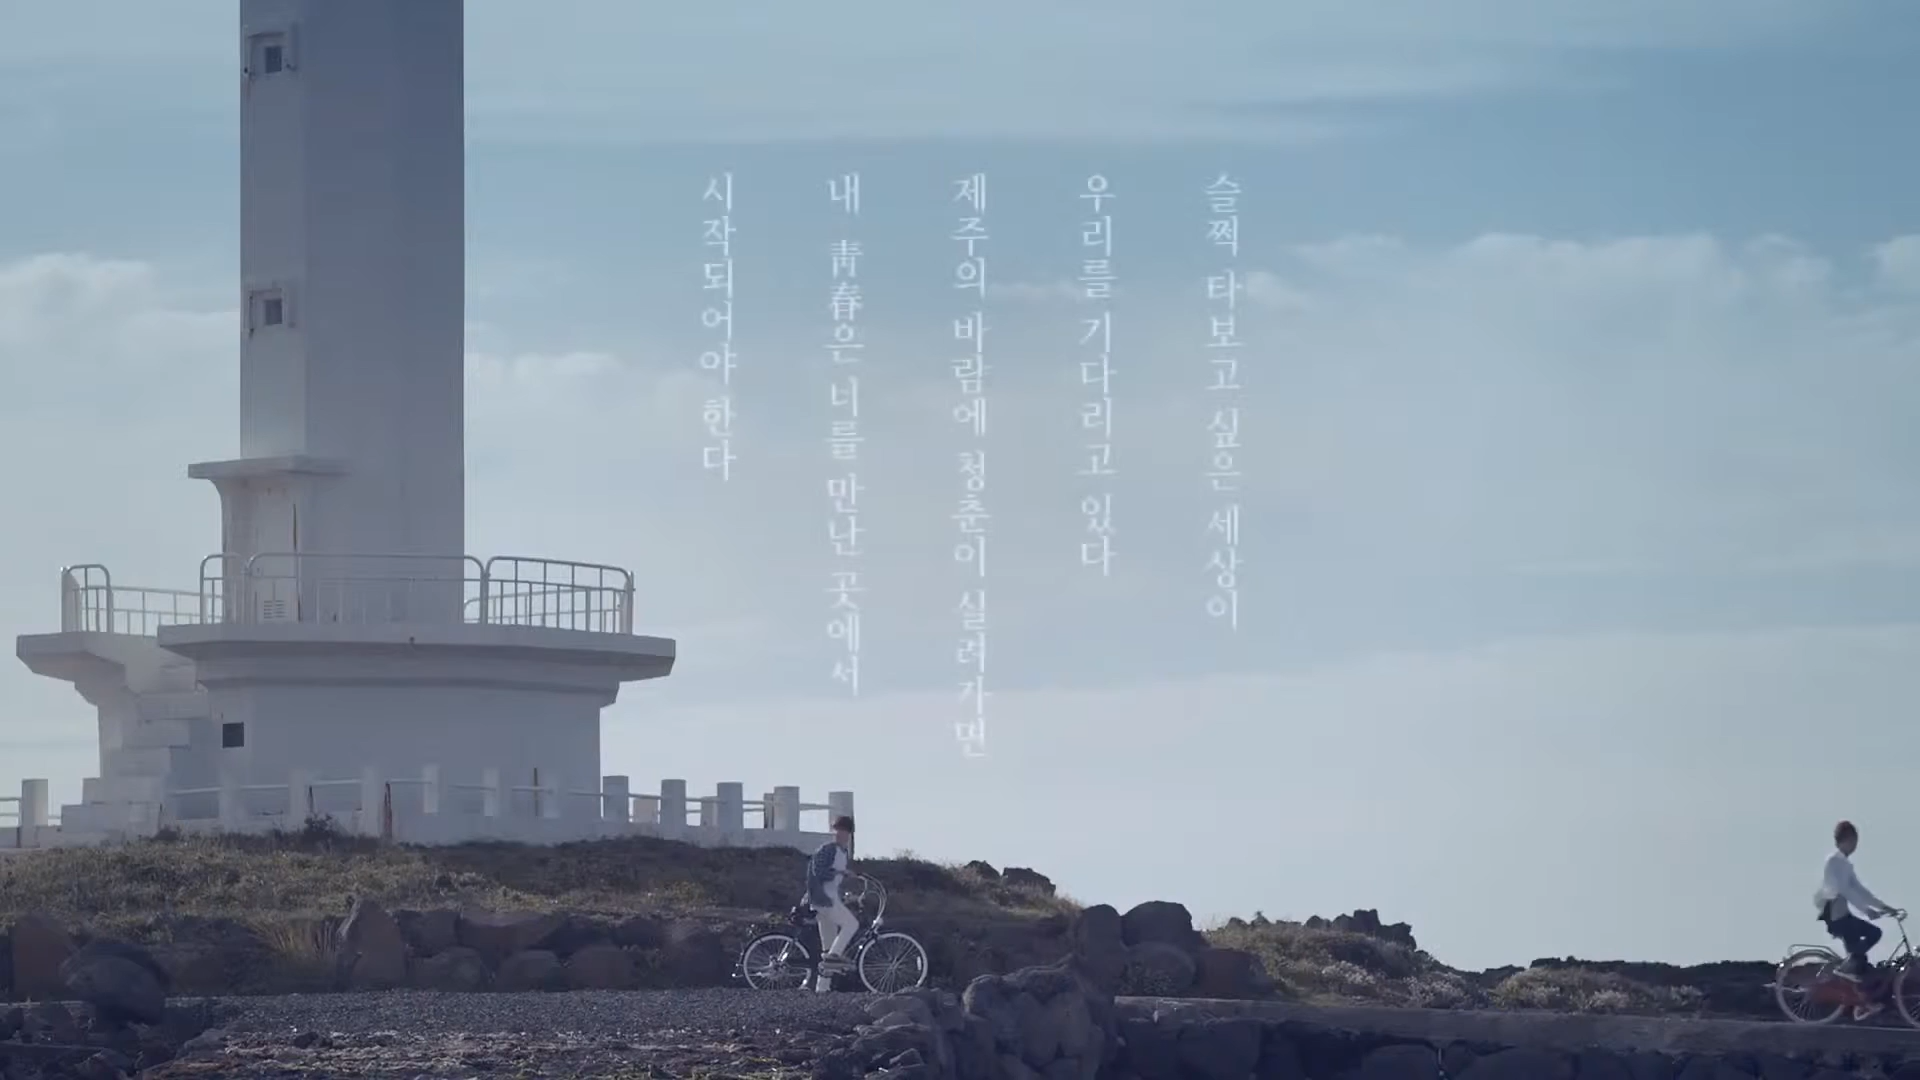 슬쩍 타보고 싶은 세상이
우리를 기다리고 있다
제주의 바람에 청춘이 실려가면
내 靑春은 너를 만난 곳에서
시작되어야 한다